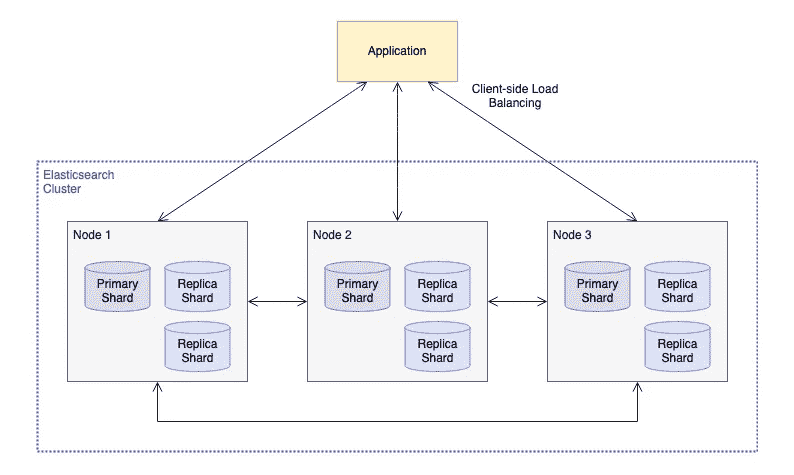 Application
Client-side Load
Balancing
Elasticsearch
Cluster
Node 1
Primary
Shard
Replica
Shard
Replica
Shard
Node 2
Primary
Shard
Replica
Shard
Replica
Shard
Node 3
Primary
Shard
Replica
Shard
Replica
Shard